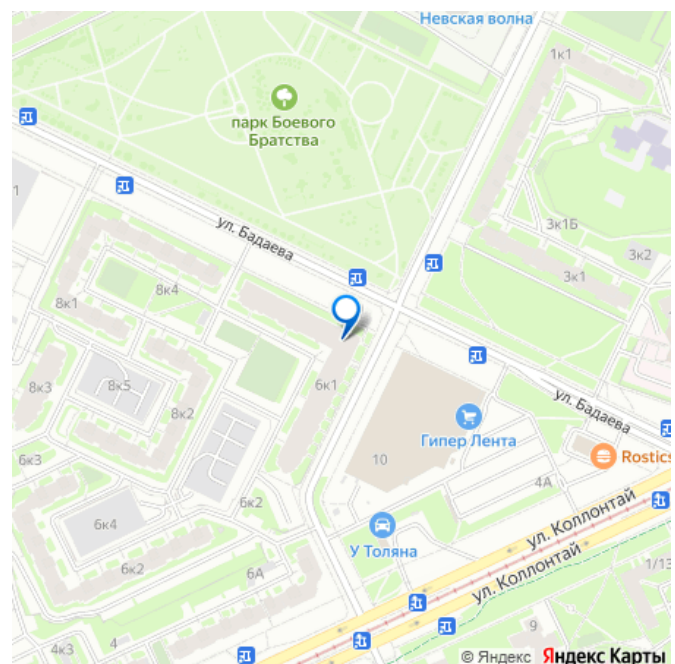 Невская волна
1к1
парк Боевого
Братства
1
ул. Бадаева
3к1Б
3к2
3к1
8к4
8к1
8к5
8к3
8к2
6к1
ул. Бадаева
Гипер Лента
Rostics
10
4А
6к3
6к2
6к4
У Толяна
ул. Коллонтай
ул. Коллонтай
6к2
6А
1/13
9
4
4к3
© Яндекс Яндекс Карты